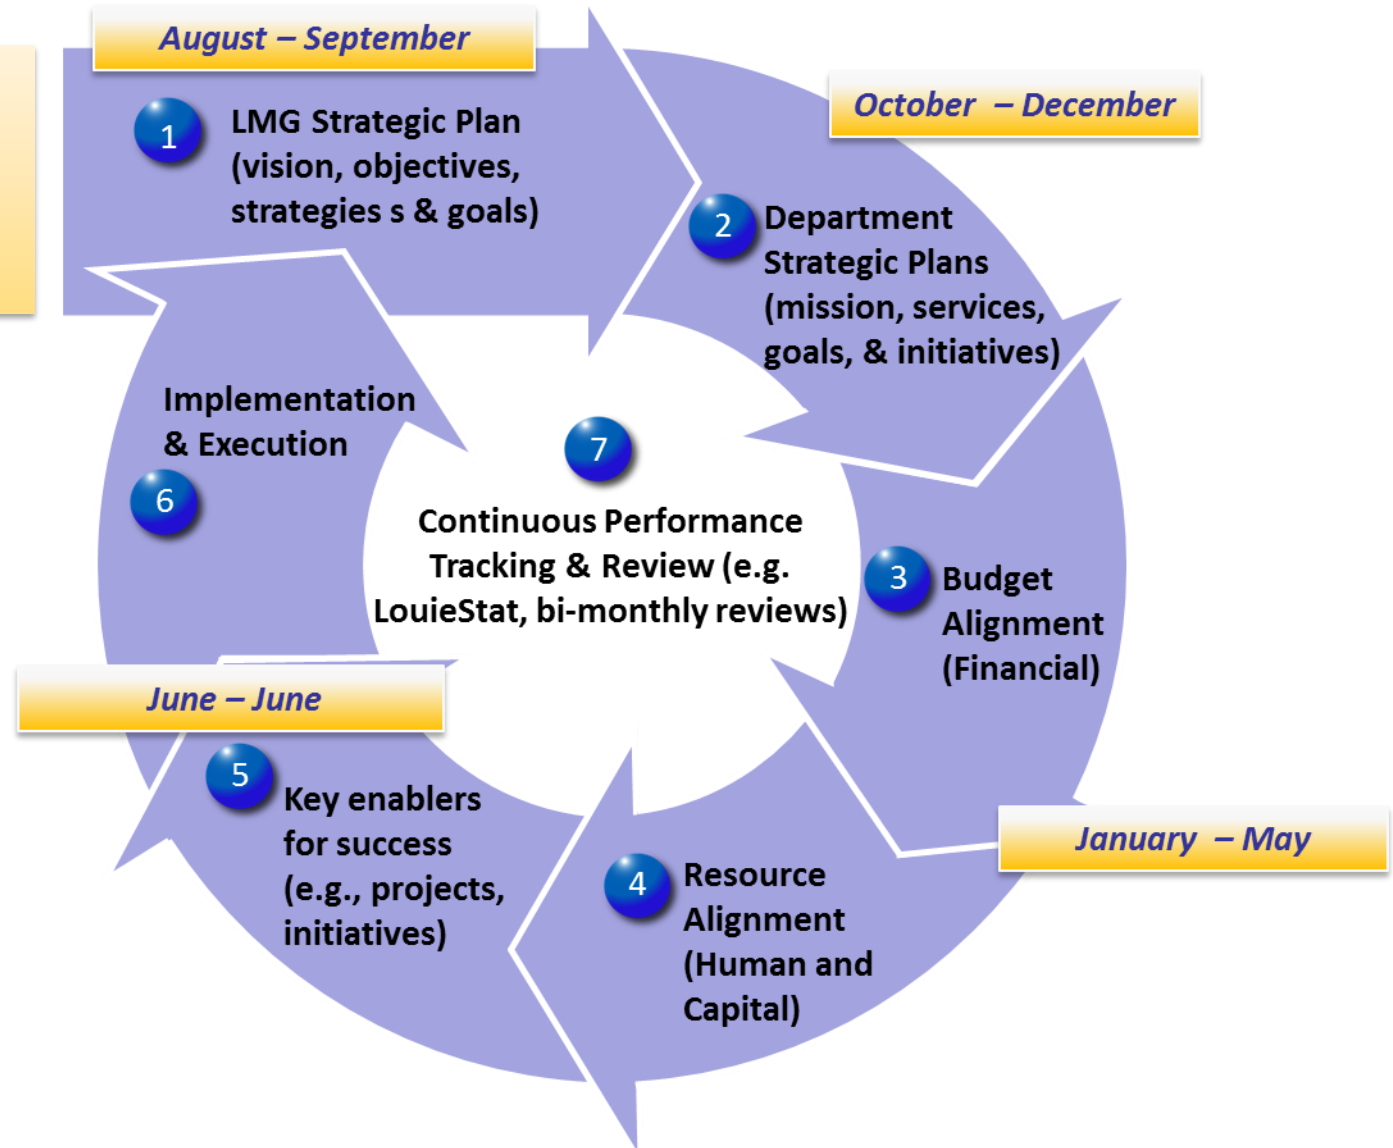 August – September
1
LMG Strategic Plan
(vision, objectives,
strategies s & goals)
October – December
2
Department
Strategic Plans
(mission, services,
goals, & initiatives)
3
Budget
Alignment
(Financial)
January – May
4
Resource
Alignment
(Human and
Capital)
June – June
5
Key enablers
for success
(e.g., projects,
initiatives)
Implementation
& Execution
6
7
Continuous Performance
Tracking & Review (e.g.
LouieStat, bi-monthly reviews)